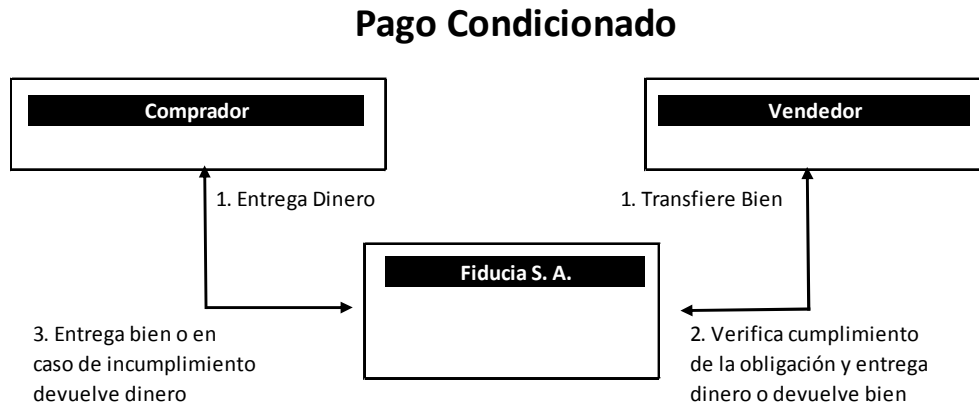 Pago Condicionado
Comprador
Vendedor
1. Entrega Dinero
1. Transfiere Bien
Fiducia S. A.
3. Entrega bien o en
caso de incumplimiento
devuelve dinero
2. Verifica cumplimiento
de la obligación y entrega
dinero o devuelve bien